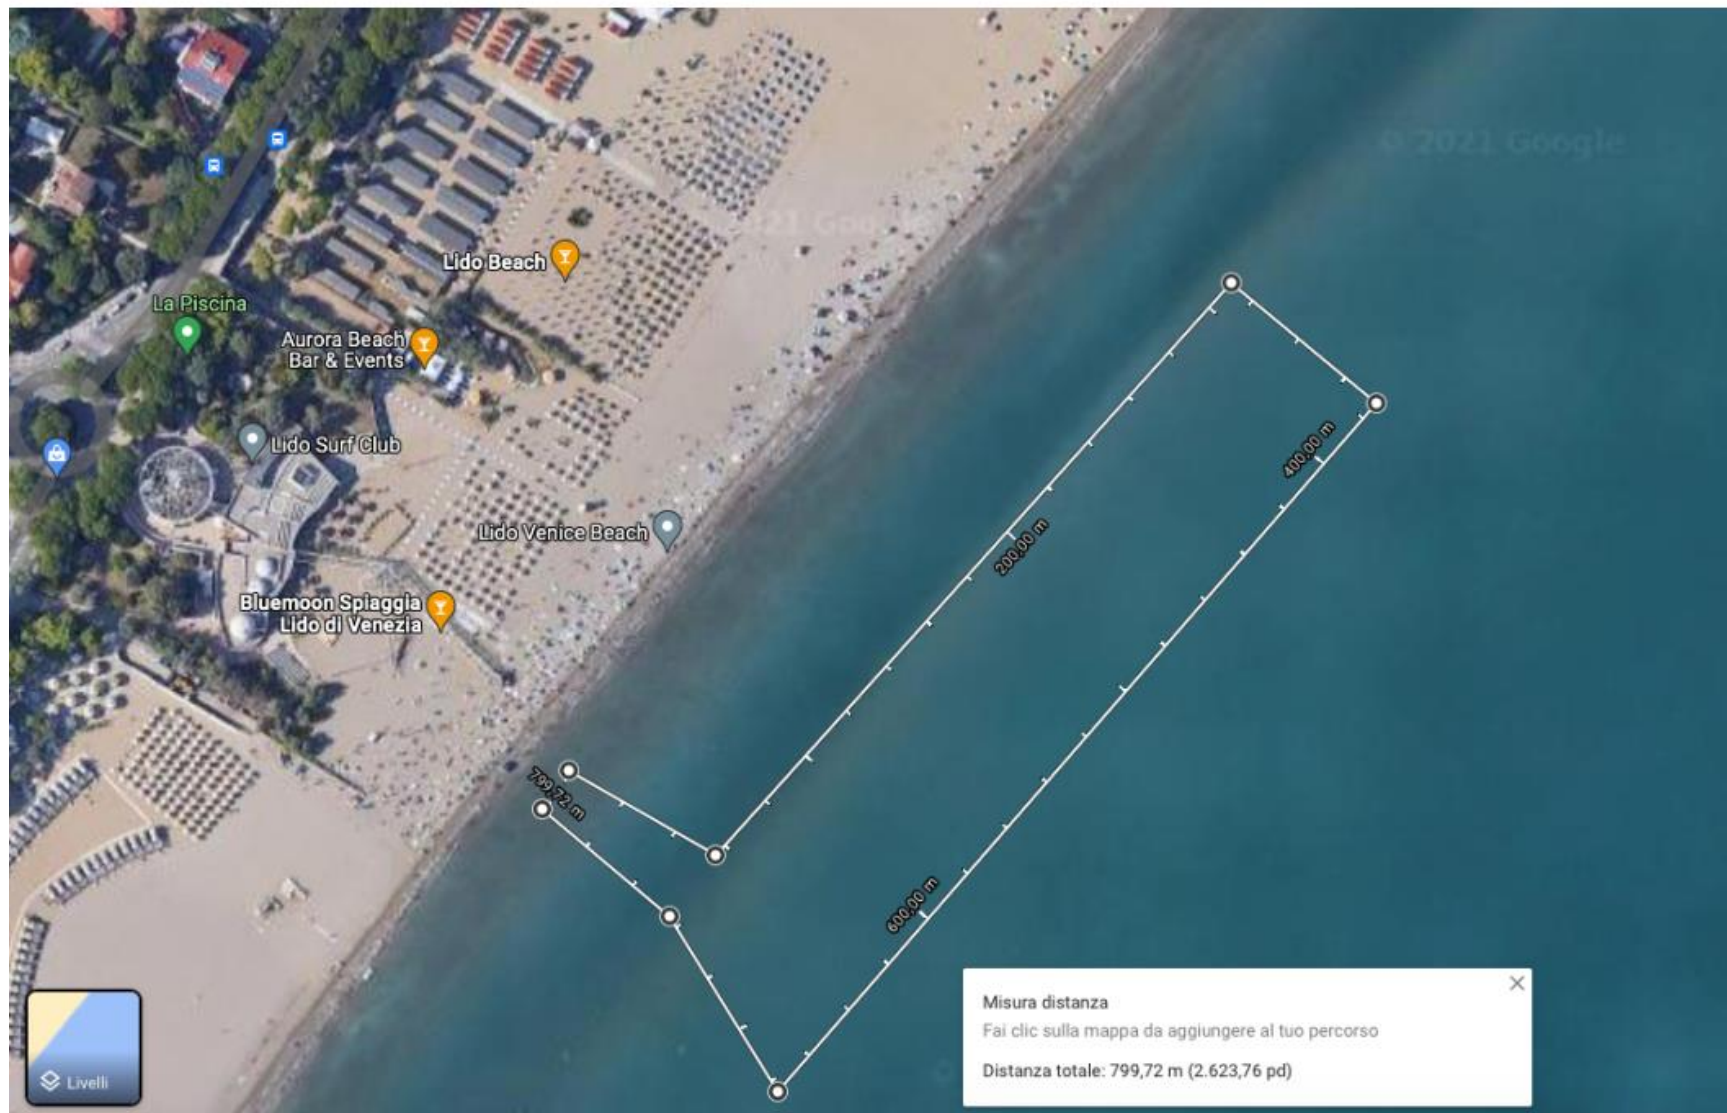 © 2021 Google
21 Google
Lido Beach
La Piscina
Aurora Beach
Bar & Events
Lido Surf Club
400,00 m
Lido Venice Beach
200,00 m
Bluemoon Spiaggia
Lido di Venezia
799,72 m
600,00 m
Misura distanza
Fai clic sulla mappa da aggiungere al tuo percorso
Distanza totale: 799,72 m (2.623,76 pd)
Livelli